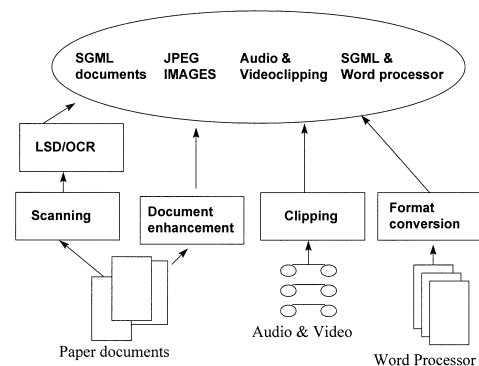 SGML
documents
JPEG
IMAGES
Audio &
Videoclipping
SGML &
Word processor
LSD/OCR
Scanning
Document
enhancement
Clipping
Format
conversion
Paper documents
Audio & Video
Word Processor